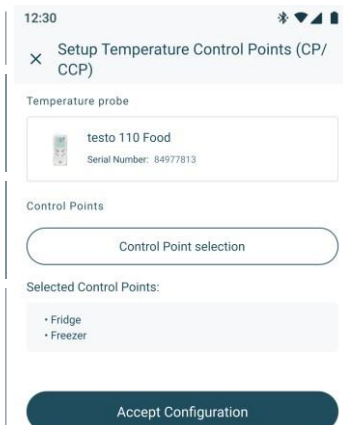 12:30
Setup Temperature Control Points (CP/
CCP)
Temperature probe
testo 110 Food
Serial Number: 84977813
Control Points
Control Point selection
Selected Control Points:
• Fridge
• Freezer
Accept Configuration